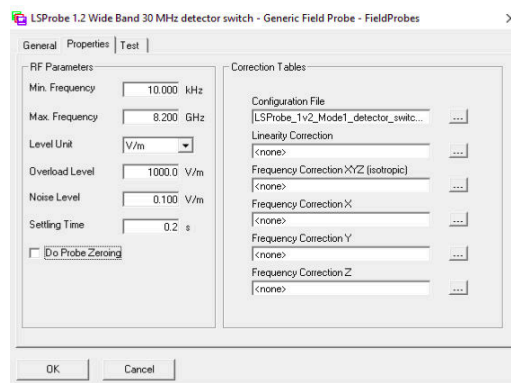 LSProbe 1.2 Wide Band 30 MHz detector switch - Generic Field Probe - FieldProbes
General Properties Test
RF Parameters
Min. Frequency 10.000 kHz
Max. Frequency 8.200 GHz
Level Unit V/m
Overload Level 1000.0 V/m
Noise Level 0.100 V/m
Settling Time 0.2 s
Do Probe Zeroing
Correction Tables
Configuration File
LSProbe_1v2_Mode1_detector_switc... ...
Linearity Correction
<none> ...
Frequency Correction XYZ (isotropic)
<none> ...
Frequency Correction X
<none> ...
Frequency Correction Y
<none> ...
Frequency Correction Z
<none> ...
OK Cancel